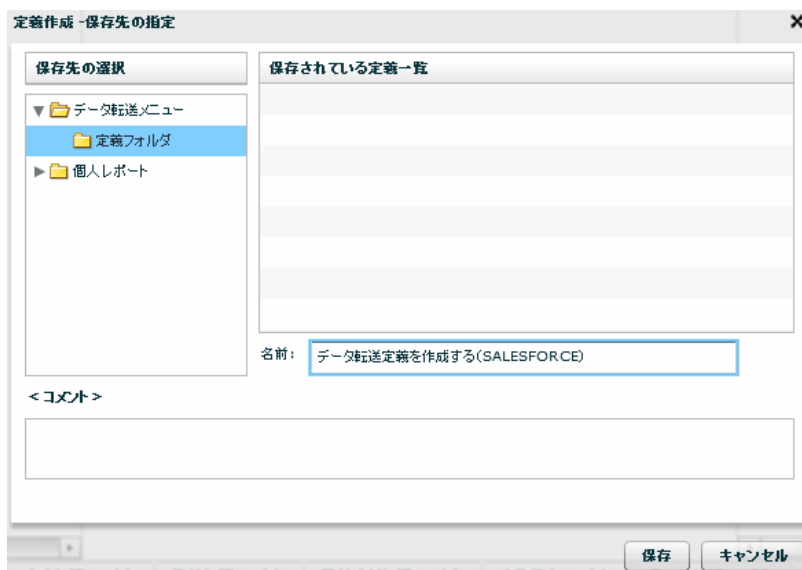 定義作成 -保存先の指定
保存先の選択
保存されている定義一覧
データ転送メニュー
定義フォルダ
個人レポート
名前:
データ転送定義を作成する(SALESFORCE)
<コメント>
保存
キャンセル